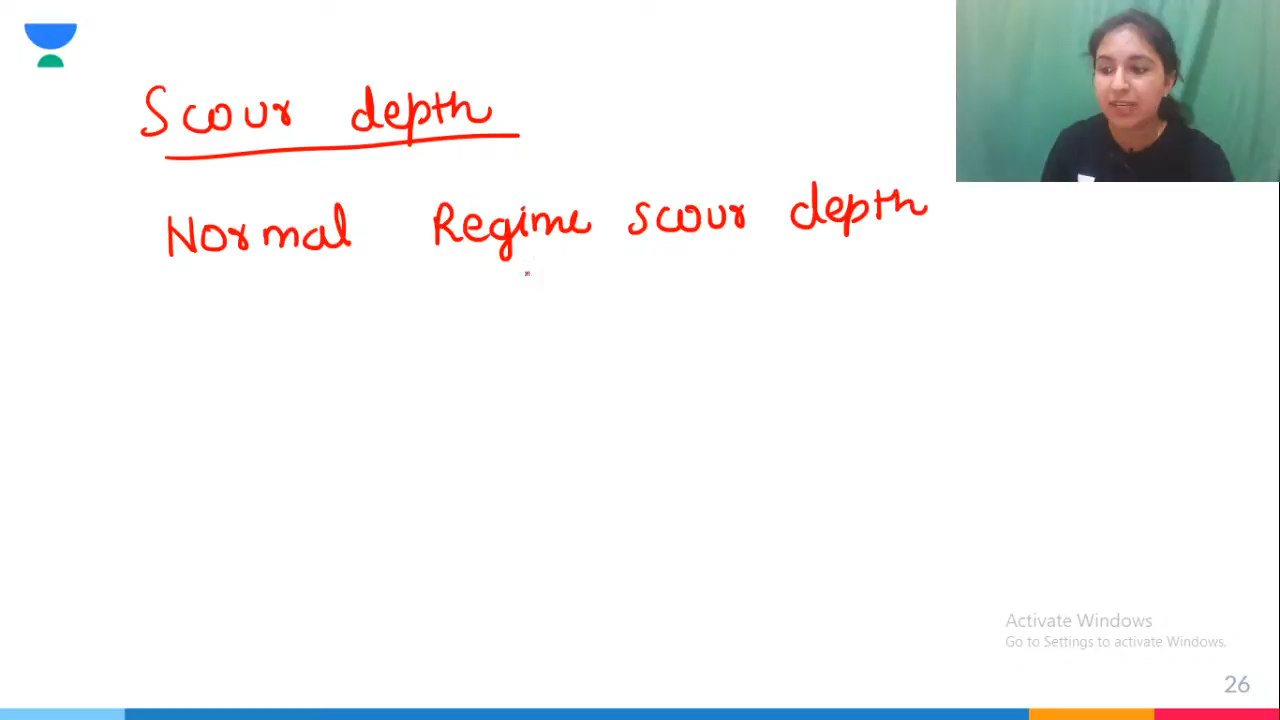 Scour depth
Normal Regime scour depth
Activate Windows
Go to Settings to activate Windows.
26